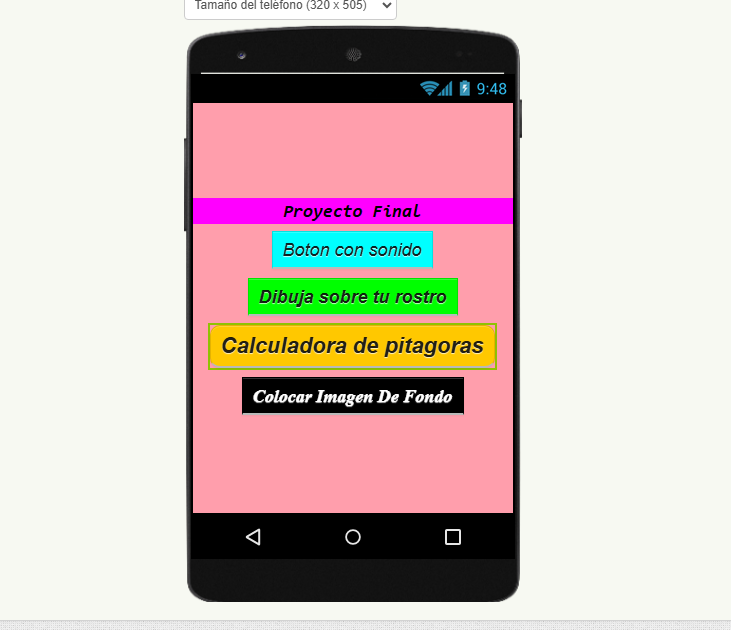 Tamaño del teléfono (320 x 505)
9:48
Proyecto Final
Boton con sonido
Dibuja sobre tu rostro
Calculadora de pitagoras
Colocar Imagen De Fondo